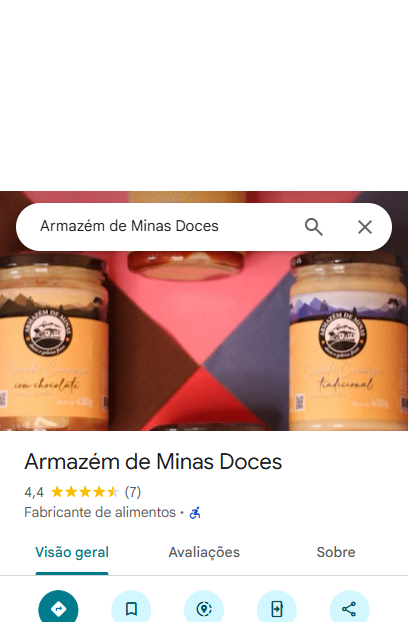 Armazém de Minas Doces
ARMAZÉM DE MINAS
com chocolate
430g
ARMAZÉM DE MINAS
tradicional
430g
Armazém de Minas Doces
4,4 (7)
Fabricante de alimentos ·
Visão geral Avaliações Sobre